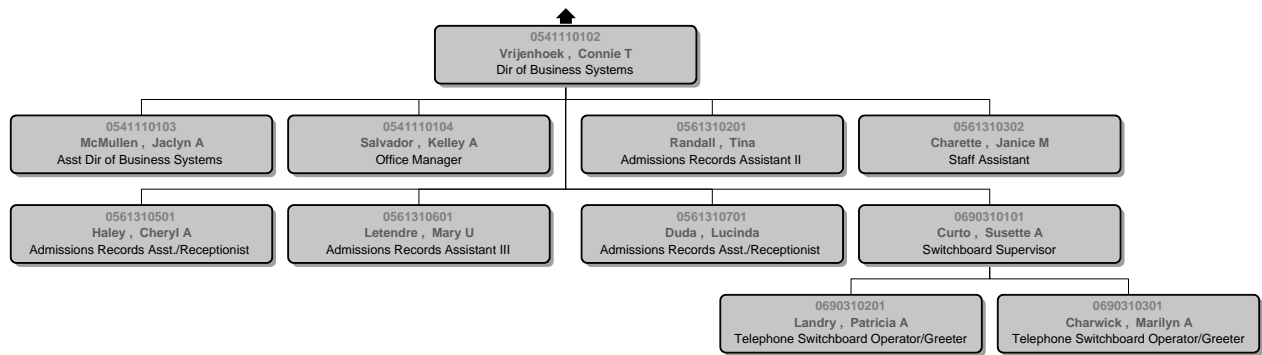 0541110102
Vrijenhoek , Connie T
Dir of Business Systems
0541110103
McMullen , Jaclyn A
Asst Dir of Business Systems
0541110104
Salvador , Kelley A
Office Manager
0561310201
Randall , Tina
Admissions Records Assistant II
0561310302
Charette , Janice M
Staff Assistant
0561310501
Haley , Cheryl A
Admissions Records Asst./Receptionist
0561310601
Letendre , Mary U
Admissions Records Assistant III
0561310701
Duda , Lucinda
Admissions Records Asst./Receptionist
0690310101
Curto , Susette A
Switchboard Supervisor
0690310201
Landry , Patricia A
Telephone Switchboard Operator/Greeter
0690310301
Charwick , Marilyn A
Telephone Switchboard Operator/Greeter